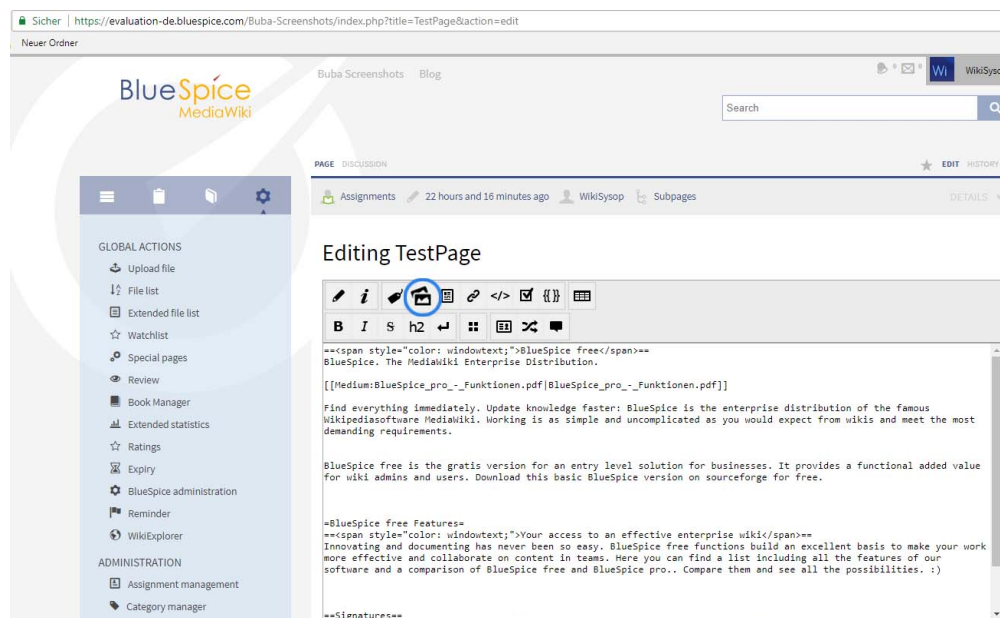 Sicher | https://evaluation-de.bluespice.com/Buba-Screenshots/index.php?title=TestPage&action=edit
Neuer Ordner
BlueSpice
MediaWiki
Buba Screenshots Blog
0 0 Wi WikiSyso
Search
PAGE DISCUSSION
EDIT HISTORY
Assignments 22 hours and 16 minutes ago WikiSysop Subpages
DETAILS
GLOBAL ACTIONS
Upload file
File list
Extended file list
Watchlist
Special pages
Review
Book Manager
Extended statistics
Ratings
Expiry
BlueSpice administration
Reminder
WikiExplorer
ADMINISTRATION
Assignment management
Category manager
Editing TestPage
i </> {{}}
B I S h2
==<span style="color: windowtext;">BlueSpice free</span>==
BlueSpice. The MediaWiki Enterprise Distribution.
[[Medium:BlueSpice_pro_-_Funktionen.pdf|BlueSpice_pro_-_Funktionen.pdf]]
Find everything immediately. Update knowledge faster: BlueSpice is the enterprise distribution of the famous
Wikipediasoftware MediaWiki. Working is as simple and uncomplicated as you would expect from wikis and meet the most
demanding requirements.
BlueSpice free is the gratis version for an entry level solution for businesses. It provides a functional added value
for wiki admins and users. Download this basic BlueSpice version on sourceforge for free.
=BlueSpice free Features=
==<span style="color: windowtext;">Your access to an effective enterprise wiki</span>==
Innovating and documenting has never been so easy. BlueSpice free functions build an excellent basis to make your work
more effective and collaborate on content in teams. Here you can find a list including all the features of our
software and a comparison of BlueSpice free and BlueSpice pro.. Compare them and see all the possibilities. :)
==Signatures==